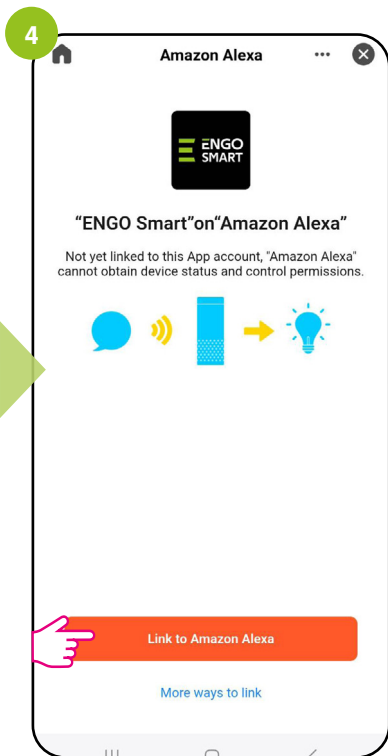 4
Amazon Alexa
ENGO
SMART
“ENGO Smart”on“Amazon Alexa”
Not yet linked to this App account, "Amazon Alexa"
cannot obtain device status and control permissions.
Link to Amazon Alexa
More ways to link